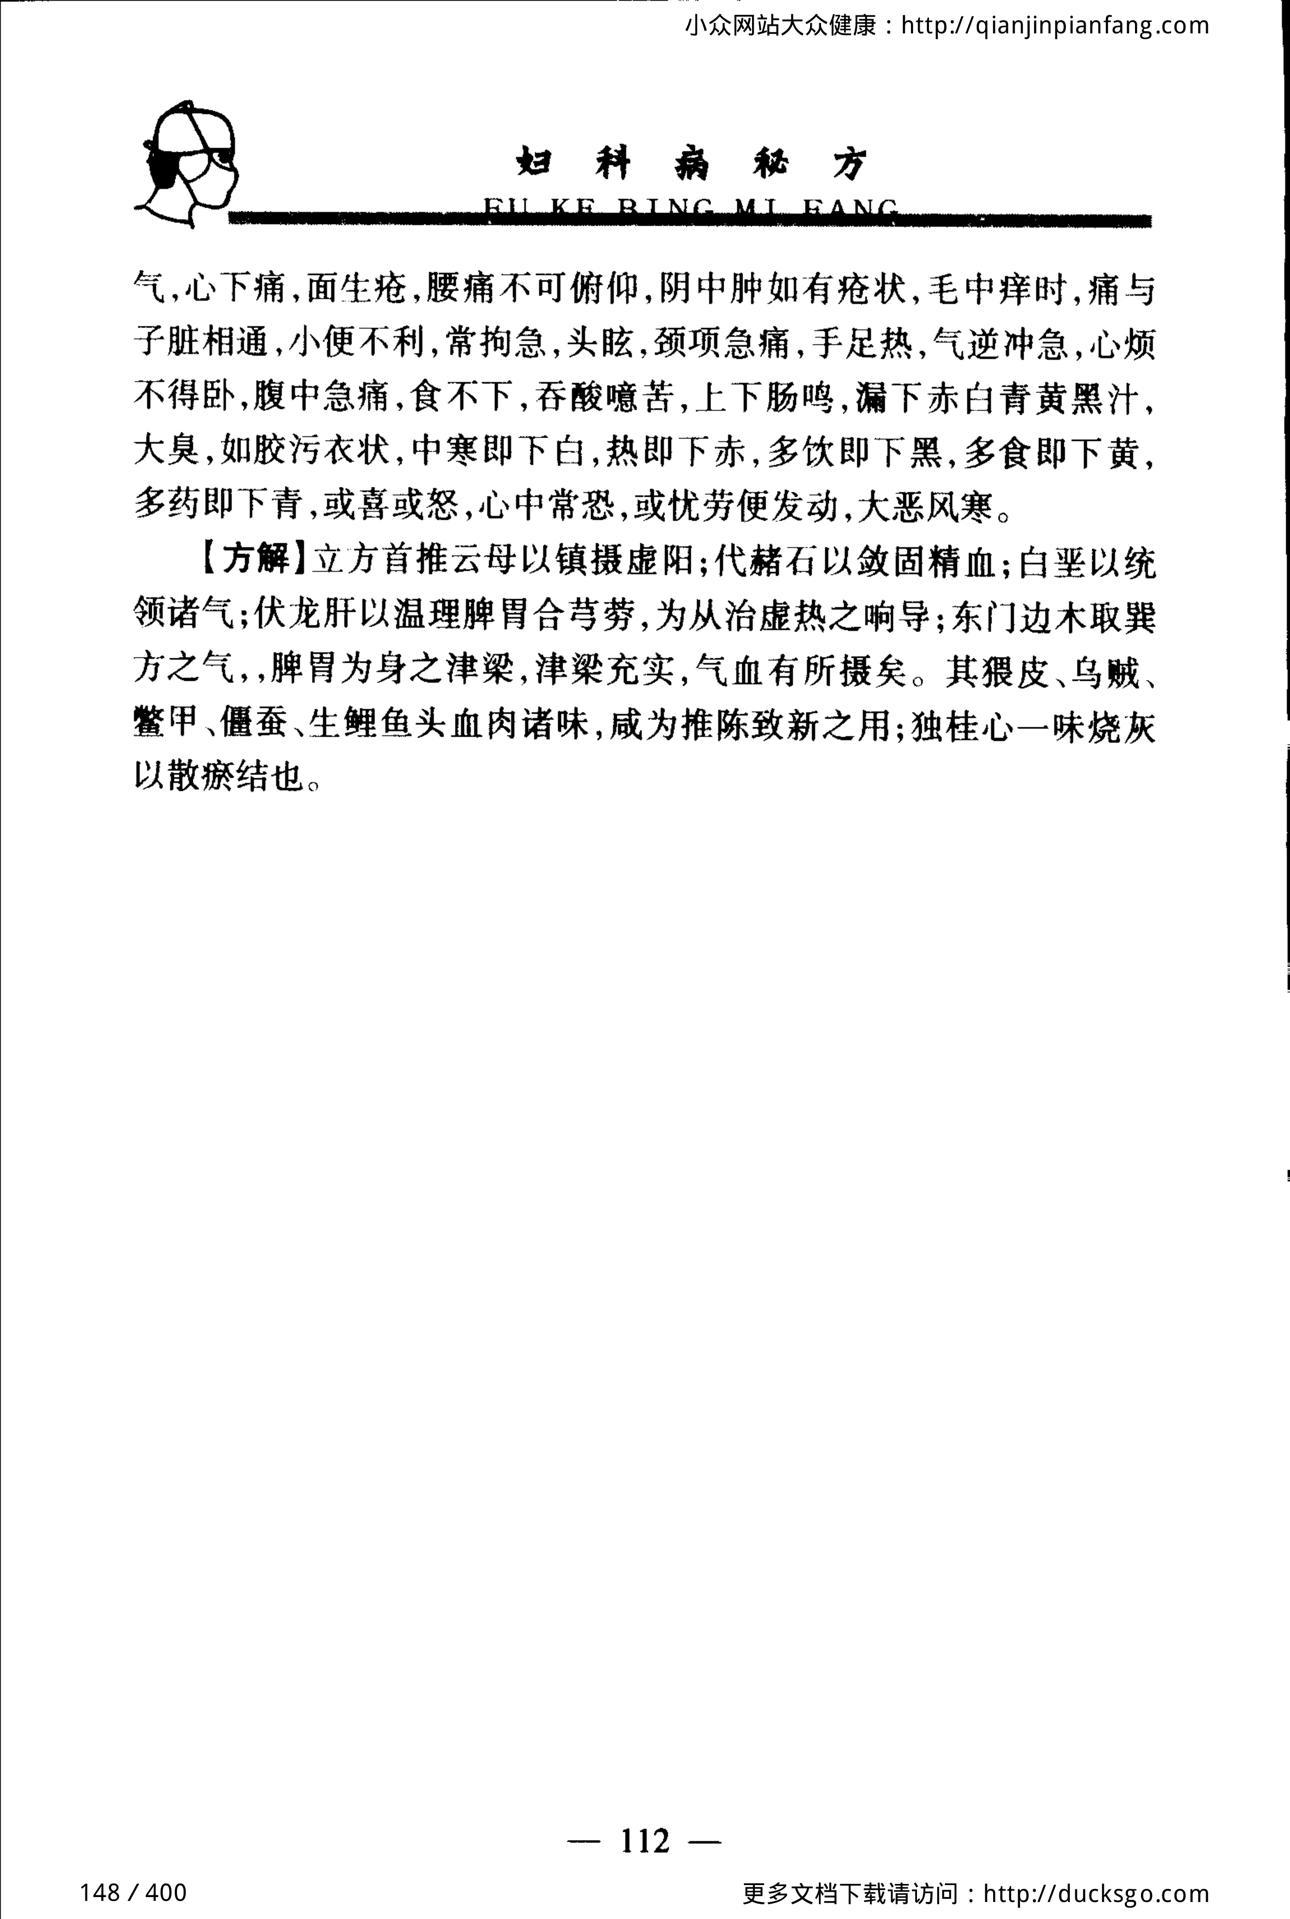 小众网站大众健康：http://qianjinpianfang.com
妇科病秘方
FU KE BING MI FANG
气,心下痛,面生疮,腰痛不可俯仰,阴中肿如有疮状,毛中痒时,痛与
子脏相通,小便不利,常拘急,头眩,颈项急痛,手足热,气逆冲急,心烦
不得卧,腹中急痛,食不下,吞酸噫苦,上下肠鸣,漏下赤白青黄黑汁,
大臭,如胶污衣状,中寒即下白,热即下赤,多饮即下黑,多食即下黄,
多药即下青,或喜或怒,心中常恐,或忧劳便发动,大恶风寒。
【方解】立方首推云母以镇摄虚阳;代赭石以敛固精血;白垩以统
领诸气;伏龙肝以温理脾胃合芎䓖,为从治虚热之响导;东门边木取巽
方之气,,脾胃为身之津梁,津梁充实,气血有所摄矣。其猥皮、乌贼、
鳖甲、僵蚕、生鲤鱼头血肉诸味,咸为推陈致新之用;独桂心一味烧灰
以散瘀结也。
— 112 —
148 / 400
更多文档下载请访问：http://ducksgo.com